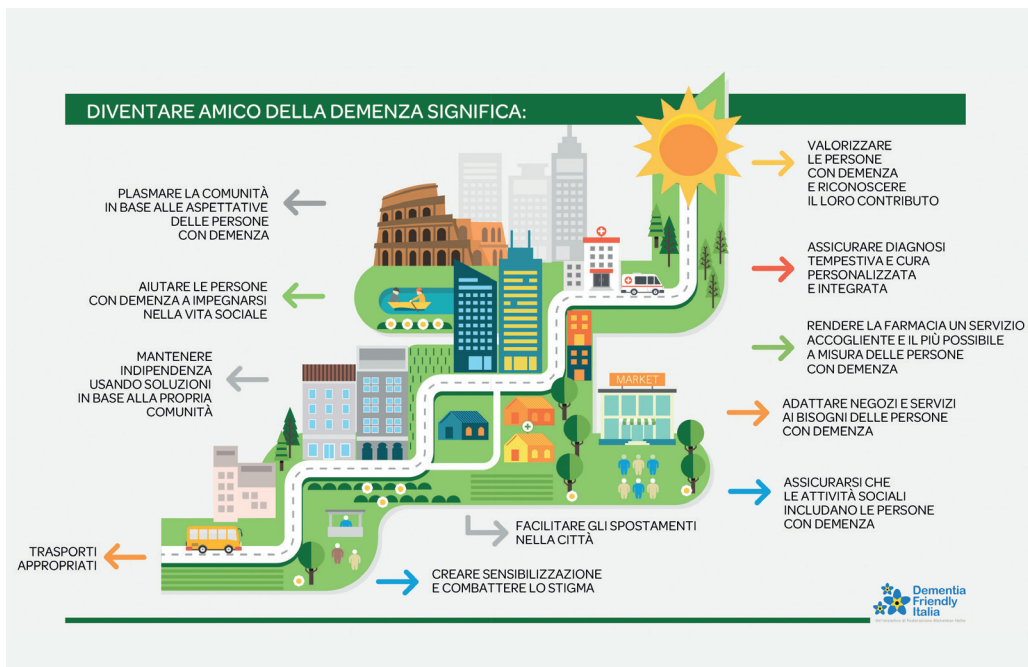 DIVENTARE AMICO DELLA DEMENZA SIGNIFICA:
PLASMARE LA COMUNITÀ
IN BASE ALLE ASPETTATIVE
DELLE PERSONE
CON DEMENZA
AIUTARE LE PERSONE
CON DEMENZA A IMPEGNARSI
NELLA VITA SOCIALE
MANTENERE
INDIPENDENZA
USANDO SOLUZIONI
IN BASE ALLA PROPRIA
COMUNITÀ
TRASPORTI
APPROPRIATI
VALORIZZARE
LE PERSONE
CON DEMENZA
E RICONOSCERE
IL LORO CONTRIBUTO
ASSICURARE DIAGNOSI
TEMPESTIVA E CURA
PERSONALIZZATA
E INTEGRATA
RENDERE LA FARMACIA UN SERVIZIO
ACCOGLIENTE E IL PIÙ POSSIBILE
A MISURA DELLE PERSONE
CON DEMENZA
MARKET
ADATTARE NEGOZI E SERVIZI
AI BISOGNI DELLE PERSONE
CON DEMENZA
ASSICURARSI CHE
LE ATTIVITÀ SOCIALI
INCLUDANO LE PERSONE
CON DEMENZA
FACILITARE GLI SPOSTAMENTI
NELLA CITTÀ
CREARE SENSIBILIZZAZIONE
E COMBATTERE LO STIGMA
Dementia
Friendly
Italia